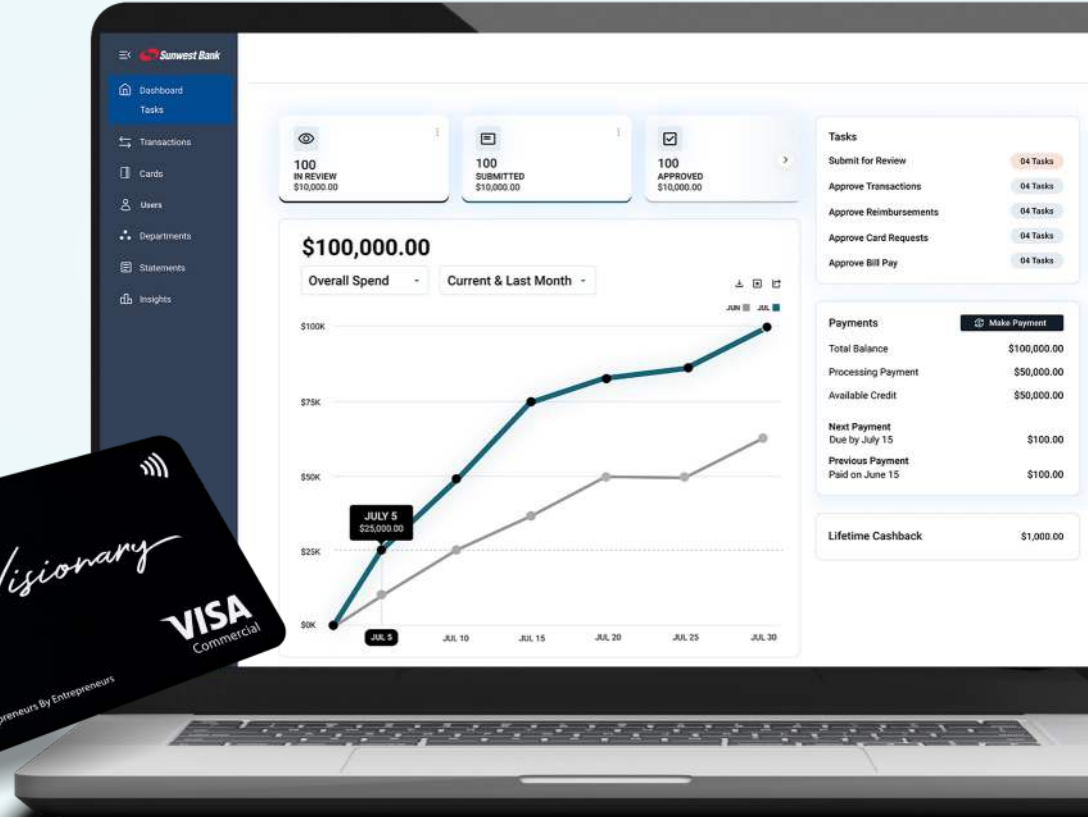 Sunwest Bank
Dashboard
Tasks
Transactions
Cards
Users
Departments
Statements
Insights
100
IN REVIEW
$10,000.00
100
SUBMITTED
$10,000.00
100
APPROVED
$10,000.00
$100,000.00
Overall Spend
Current & Last Month
JUN JUL
$100K
$75K
$50K
$25K
$0K
JULY 5
$25,000.00
JUL 5 JUL 10 JUL 15 JUL 20 JUL 25 JUL 30
Tasks
Submit for Review 04 Tasks
Approve Transactions 04 Tasks
Approve Reimbursements 04 Tasks
Approve Card Requests 04 Tasks
Approve Bill Pay 04 Tasks
Payments Make Payment
Total Balance $100,000.00
Processing Payment $50,000.00
Available Credit $50,000.00
Next Payment
Due by July 15 $100.00
Previous Payment
Paid on June 15 $100.00
Lifetime Cashback $1,000.00
Visionary
VISA
Commercial
By Entrepreneurs